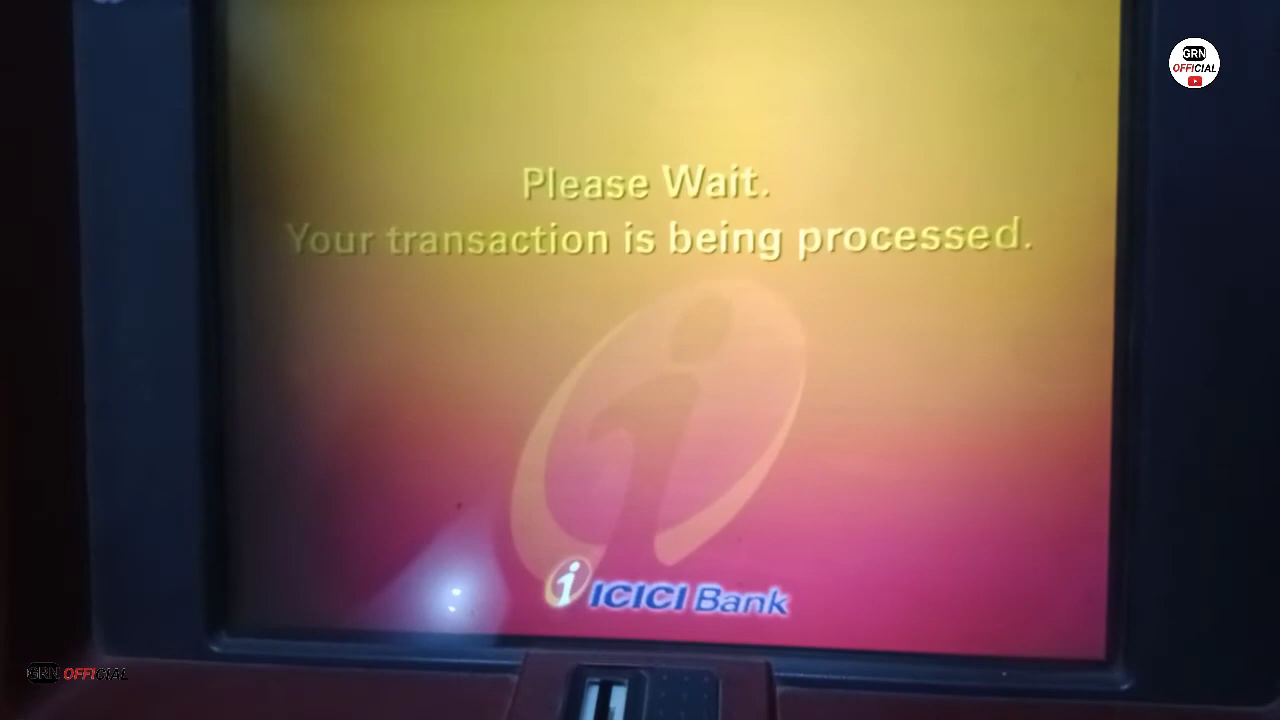 GRN
OFFICIAL
Please Wait.
Your transaction is being processed.
i ICICI Bank
GRN OFFICIAL